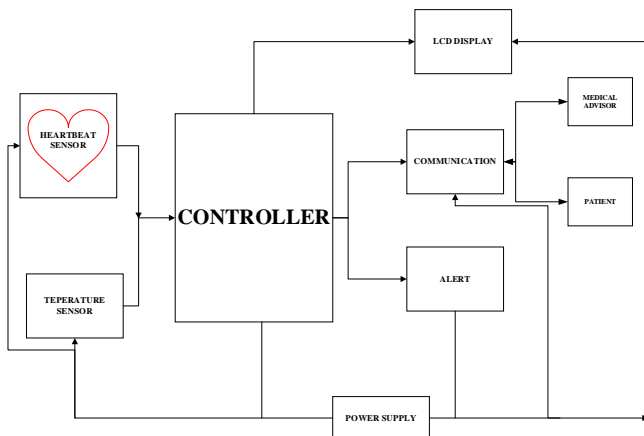 LCD DISPLAY
MEDICAL
ADVISOR
HEARTBEAT
SENSOR
COMMUNICATION
CONTROLLER
PATIENT
ALERT
TEPERATURE
SENSOR
POWER SUPPLY